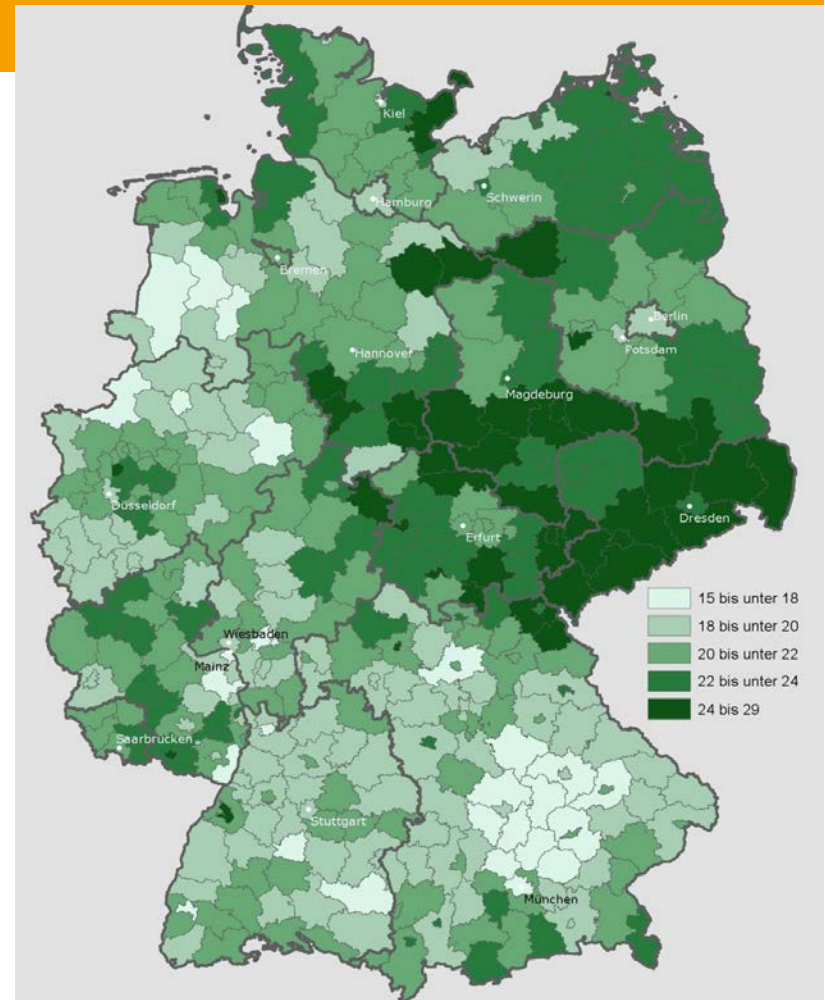 Kiel
Schwerin
Hamburg
Bremen
Berlin
Potsdam
Hannover
Magdeburg
Düsseldorf
Dresden
Erfurt
15 bis unter 18
18 bis unter 20
20 bis unter 22
22 bis unter 24
24 bis 29
Wiesbaden
Mainz
Saarbrücken
Stuttgart
München